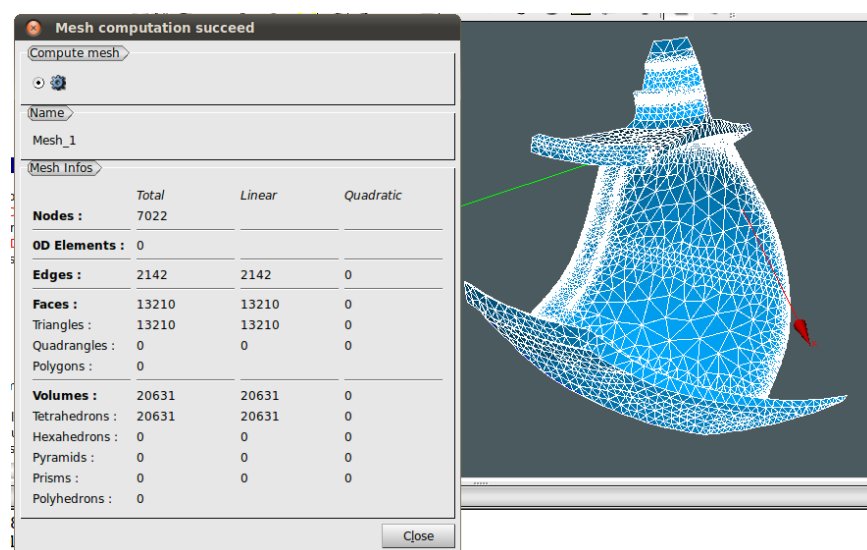 Mesh computation succeed
Compute mesh
Name
Mesh_1
Mesh Infos
Total Linear Quadratic
Nodes : 7022
0D Elements : 0
Edges : 2142 2142 0
Faces : 13210 13210 0
Triangles : 13210 13210 0
Quadrangles : 0 0 0
Polygons : 0
Volumes : 20631 20631 0
Tetrahedrons : 20631 20631 0
Hexahedrons : 0 0 0
Pyramids : 0 0 0
Prisms : 0 0 0
Polyhedrons : 0
Close